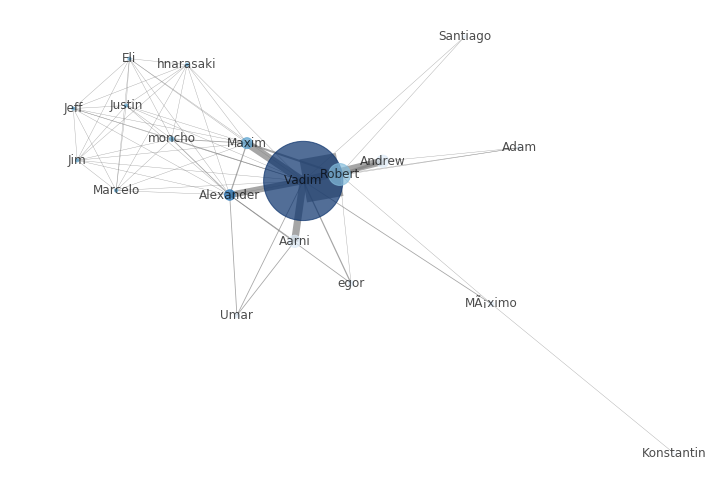 Santiago
Eli
hnarasaki
Jeff
Justin
moncho
Maxim
Adam
Jim
Andrew
Robert
Vadim
Marcelo
Alexander
Aarni
egor
MÃ¡ximo
Umar
Konstantin